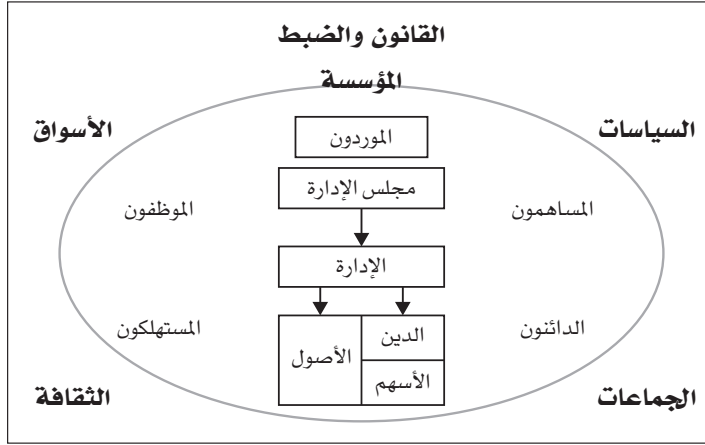 القانون والضبط
المؤسسة
السياسات
الأسواق
الموردون
مجلس الإدارة
المساهمون
الموظفون
الإدارة
الدائنون
الدين
الأصول
المستهلكون
الأسهم
الجماعات
الثقافة